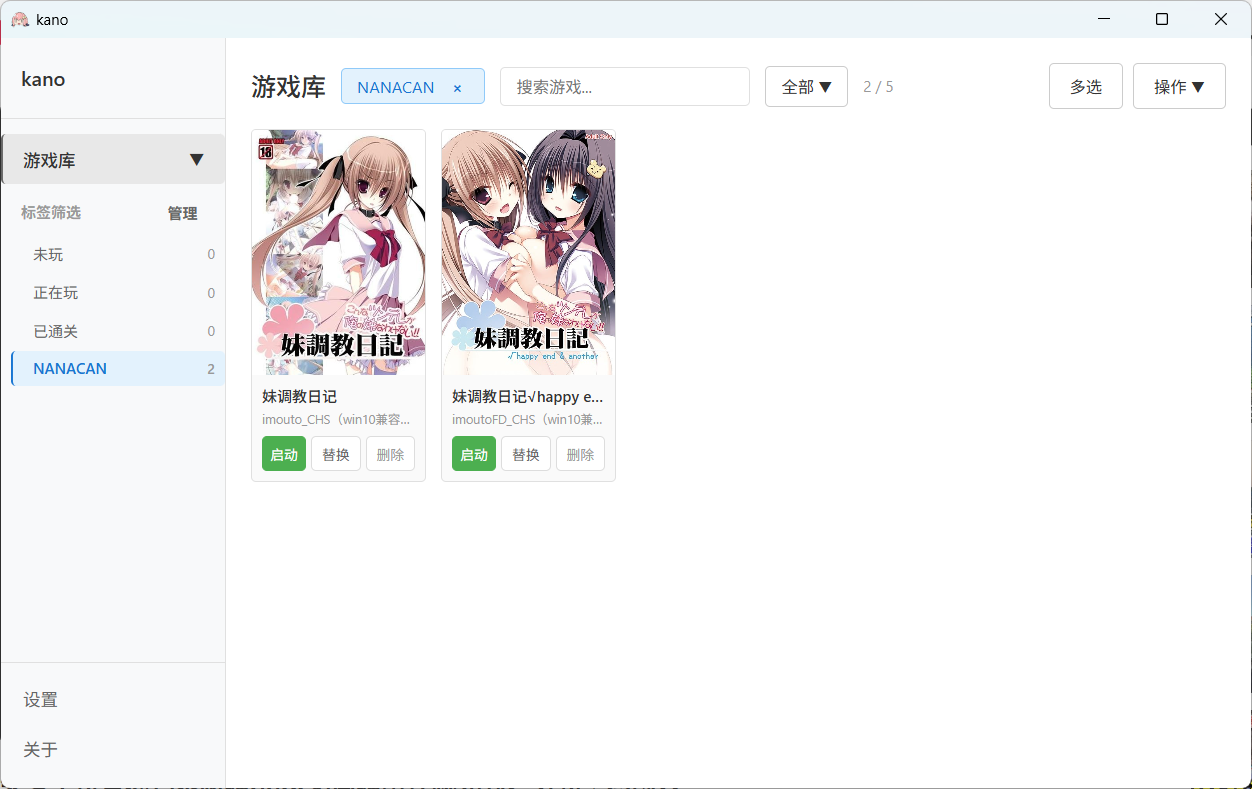 kano
kano
游戏库 ▼
标签筛选 管理
未玩 0
正在玩 0
已通关 0
NANACAN 2
设置
关于
游戏库 NANACAN × 搜索游戏... 全部 ▼ 2 / 5 多选 操作 ▼
18
妹調教日記
妹调教日记
imouto_CHS（win10兼容...
启动 替换 删除
妹調教日記
√happy end & another
妹调教日记√happy e...
imoutoFD_CHS（win10兼...
启动 替换 删除